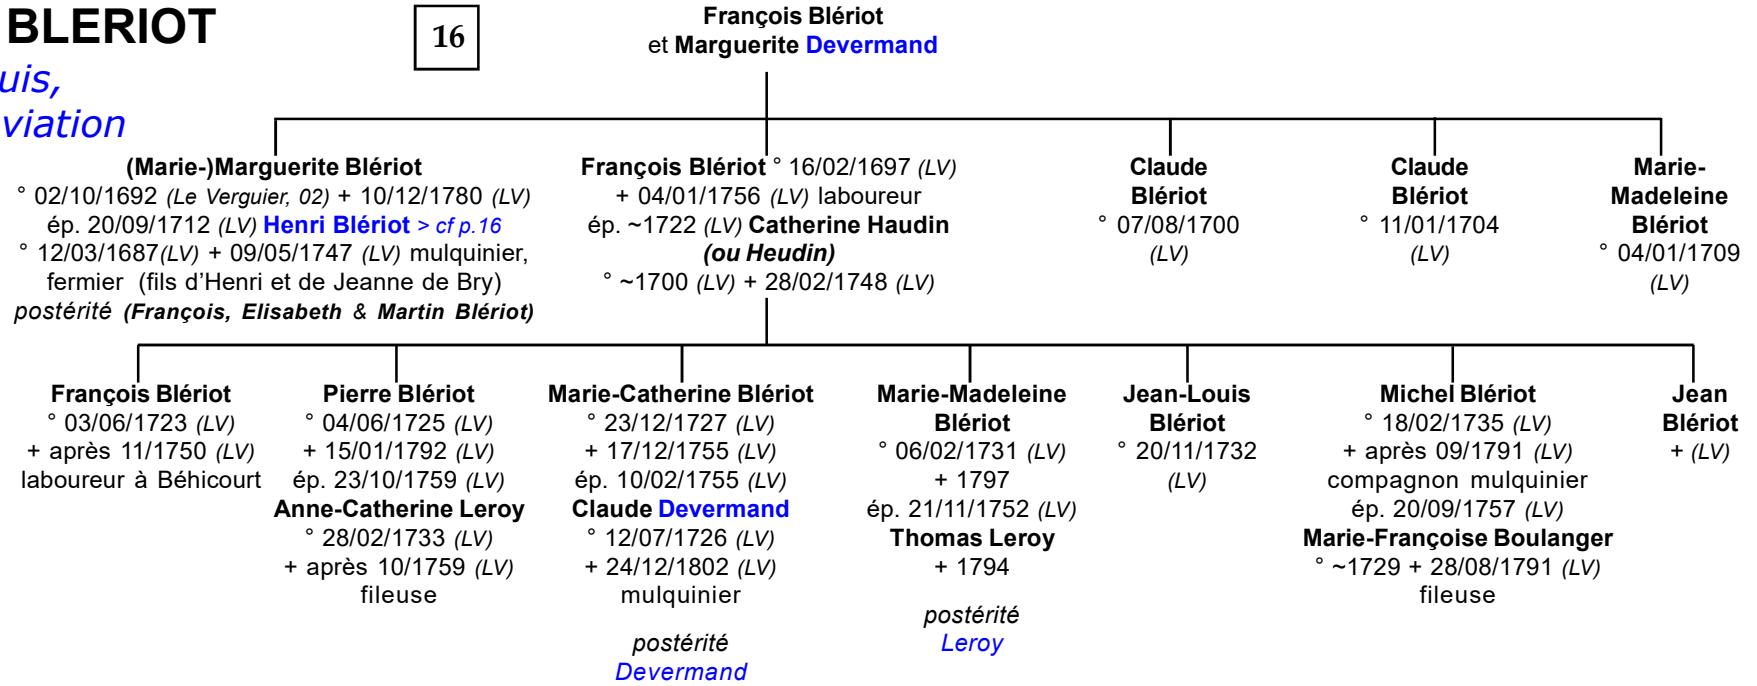 BLERIOT
uis,
viation
16
François Blériot
et Marguerite Devermand
(Marie-)Marguerite Blériot
° 02/10/1692 (Le Verguier, 02) + 10/12/1780 (LV)
ép. 20/09/1712 (LV) Henri Blériot > cf p.16
° 12/03/1687(LV) + 09/05/1747 (LV) mulquinier,
fermier (fils d'Henri et de Jeanne de Bry)
postérité (François, Elisabeth & Martin Blériot)
François Blériot ° 16/02/1697 (LV)
+ 04/01/1756 (LV) laboureur
ép. ~1722 (LV) Catherine Haudin
(ou Heudin)
° ~1700 (LV) + 28/02/1748 (LV)
Claude
Blériot
° 07/08/1700
(LV)
Claude
Blériot
° 11/01/1704
(LV)
Marie-
Madeleine
Blériot
° 04/01/1709
(LV)
François Blériot
° 03/06/1723 (LV)
+ après 11/1750 (LV)
laboureur à Béhicourt
Pierre Blériot
° 04/06/1725 (LV)
+ 15/01/1792 (LV)
ép. 23/10/1759 (LV)
Anne-Catherine Leroy
° 28/02/1733 (LV)
+ après 10/1759 (LV)
fileuse
Marie-Catherine Blériot
° 23/12/1727 (LV)
+ 17/12/1755 (LV)
ép. 10/02/1755 (LV)
Claude Devermand
° 12/07/1726 (LV)
+ 24/12/1802 (LV)
mulquinier
postérité
Devermand
Marie-Madeleine
Blériot
° 06/02/1731 (LV)
+ 1797
ép. 21/11/1752 (LV)
Thomas Leroy
+ 1794
postérité
Leroy
Jean-Louis
Blériot
° 20/11/1732
(LV)
Michel Blériot
° 18/02/1735 (LV)
+ après 09/1791 (LV)
compagnon mulquinier
ép. 20/09/1757 (LV)
Marie-Françoise Boulanger
° ~1729 + 28/08/1791 (LV)
fileuse
Jean
Blériot
+ (LV)